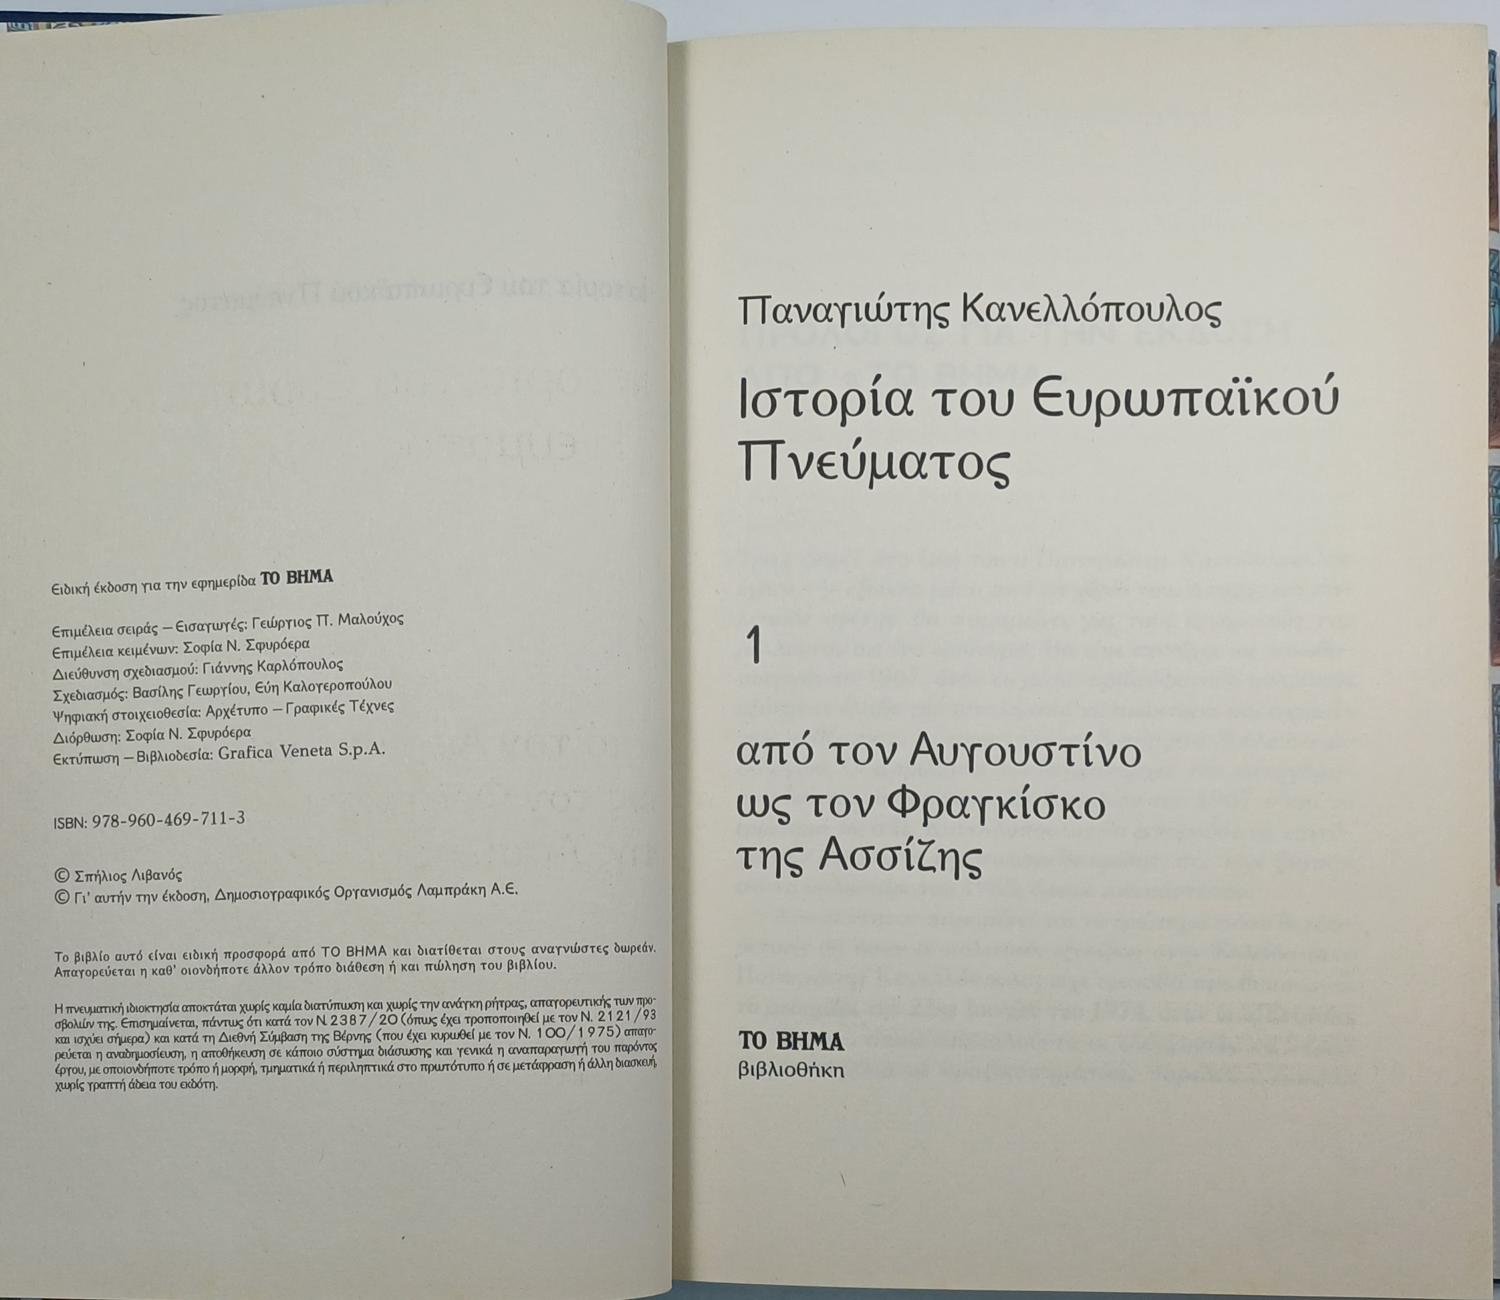 Ειδική έκδοση για την εφημερίδα ΤΟ ΒΗΜΑ
Επιμέλεια σειράς – Εισαγωγές: Γεώργιος Π. Μαλούχος
Επιμέλεια κειμένων: Σοφία Ν. Σφυρόερα
Διεύθυνση σχεδιασμού: Γιάννης Καρλόπουλος
Σχεδιασμός: Βασίλης Γεωργίου, Εύη Καλογεροπούλου
Ψηφιακή στοιχειοθεσία: Αρχέτυπο – Γραφικές Τέχνες
Διόρθωση: Σοφία Ν. Σφυρόερα
Εκτύπωση – Βιβλιοδεσία: Grafica Veneta S.p.A.
ISBN: 978-960-469-711-3
© Σπήλιος Λιβανός
© Γι' αυτήν την έκδοση, Δημοσιογραφικός Οργανισμός Λαμπράκη Α.Ε.
Το βιβλίο αυτό είναι ειδική προσφορά από ΤΟ ΒΗΜΑ και διατίθεται στους αναγνώστες δωρεάν.
Απαγορεύεται η καθ' οιονδήποτε άλλον τρόπο διάθεση ή και πώληση του βιβλίου.
Η πνευματική ιδιοκτησία αποκτάται χωρίς καμία διατύπωση και χωρίς την ανάγκη ρήτρας, απαγορευτικής των προ-
σβολών της. Επισημαίνεται, πάντως ότι κατά τον Ν. 2387/20 (όπως έχει τροποποιηθεί με τον Ν. 2121/93
και ισχύει σήμερα) και κατά τη Διεθνή Σύμβαση της Βέρνης (που έχει κυρωθεί με τον Ν. 100/1975) απαγο-
ρεύεται η αναδημοσίευση, η αποθήκευση σε κάποιο σύστημα διάσωσης και γενικά η αναπαραγωγή του παρόντος
έργου, με οποιονδήποτε τρόπο ή μορφή, τμηματικά ή περιληπτικά στο πρωτότυπο ή σε μετάφραση ή άλλη διασκευή,
χωρίς γραπτή άδεια του εκδότη.
Παναγιώτης Κανελλόπουλος
Ιστορία του Ευρωπαϊκού
Πνεύματος
1
από τον Αυγουστίνο
ως τον Φραγκίσκο
της Ασσίζης
ΤΟ ΒΗΜΑ
βιβλιοθήκη